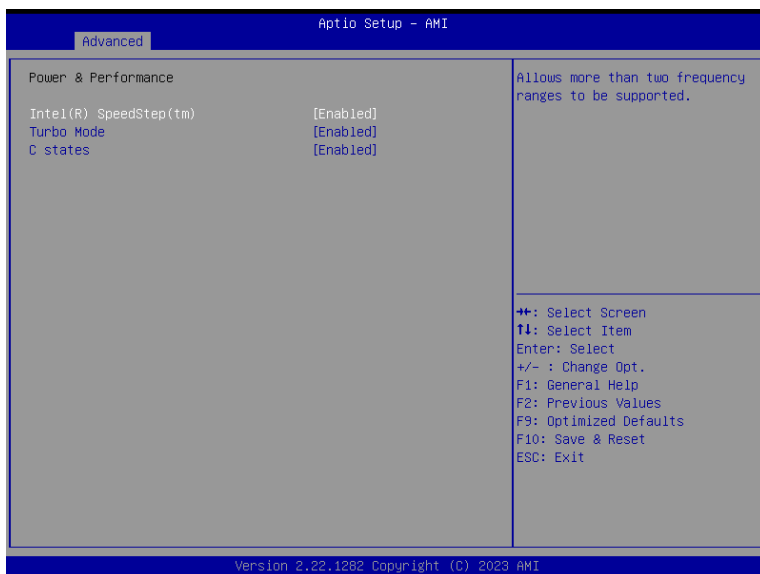 Aptio Setup – AMI
Advanced
Power & Performance
Intel(R) SpeedStep(tm) [Enabled]
Turbo Mode [Enabled]
C states [Enabled]
Allows more than two frequency
ranges to be supported.
→←: Select Screen
↑↓: Select Item
Enter: Select
+/- : Change Opt.
F1: General Help
F2: Previous Values
F9: Optimized Defaults
F10: Save & Reset
ESC: Exit
Version 2.22.1282 Copyright (C) 2023 AMI